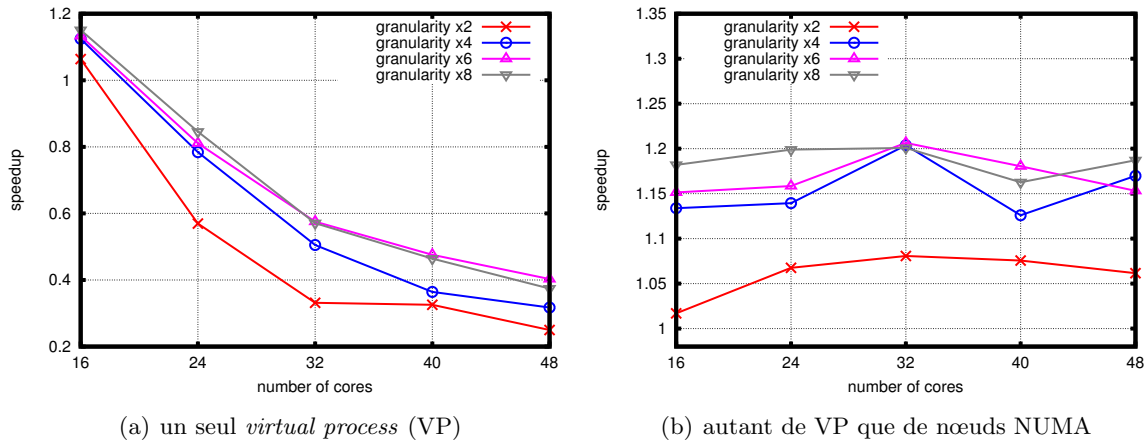 1.2
1
0.8
0.6
0.4
0.2
speedup
granularity x2
granularity x4
granularity x6
granularity x8
16 24 32 40 48
number of cores
(a) un seul virtual process (VP)
1.35
1.3
1.25
1.2
1.15
1.1
1.05
1
speedup
granularity x2
granularity x4
granularity x6
granularity x8
16 24 32 40 48
number of cores
(b) autant de VP que de nœuds NUMA